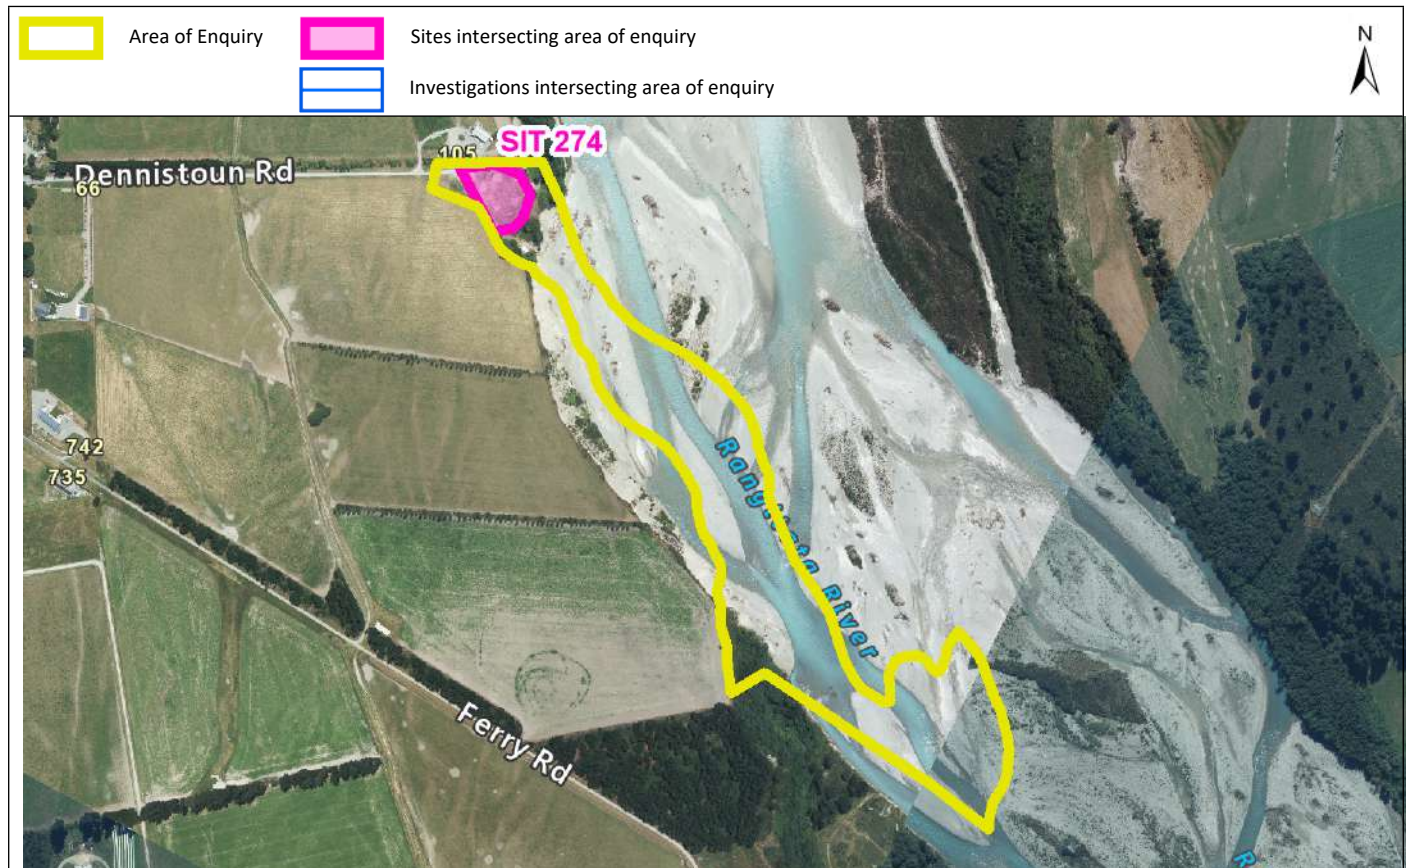 Area of Enquiry
Sites intersecting area of enquiry
N
Investigations intersecting area of enquiry
SIT 274
105
Dennistoun Rd
66
742
735
Rangitata River
Ferry Rd
R